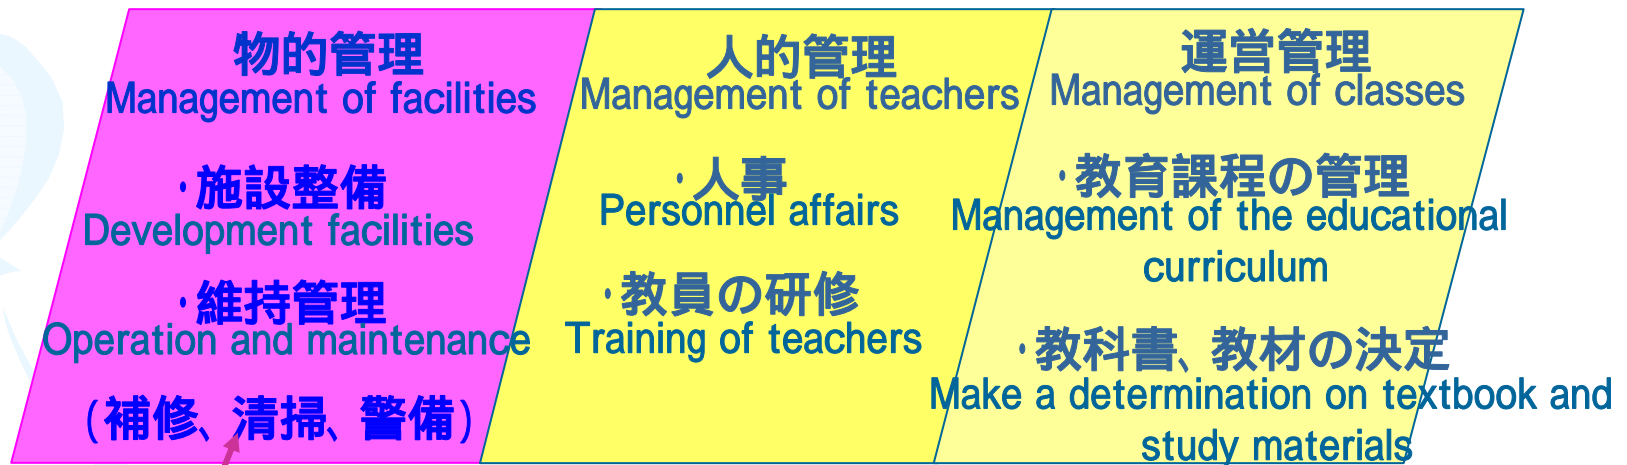 物的管理
Management of facilities
・施設整備
Development facilities
・維持管理
Operation and maintenance
(補修、清掃、警備)
人的管理
Management of teachers
・人事
Personnel affairs
・教員の研修
Training of teachers
運営管理
Management of classes
・教育課程の管理
Management of the educational
curriculum
・教科書、教材の決定
Make a determination on textbook and
study materials